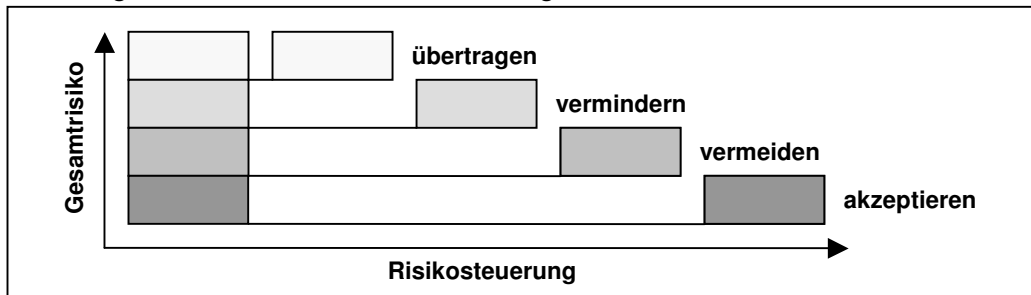 übertragen
vermindern
vermeiden
akzeptieren
Gesamtrisiko
Risikosteuerung